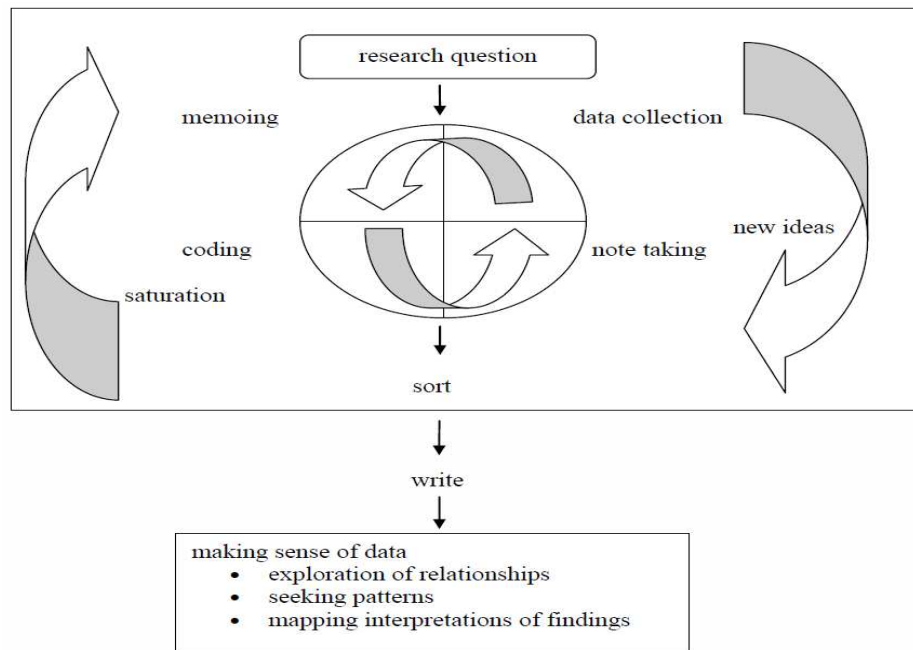 research question
memoing
data collection
new ideas
coding
note taking
saturation
sort
write
making sense of data
• exploration of relationships
• seeking patterns
• mapping interpretations of findings